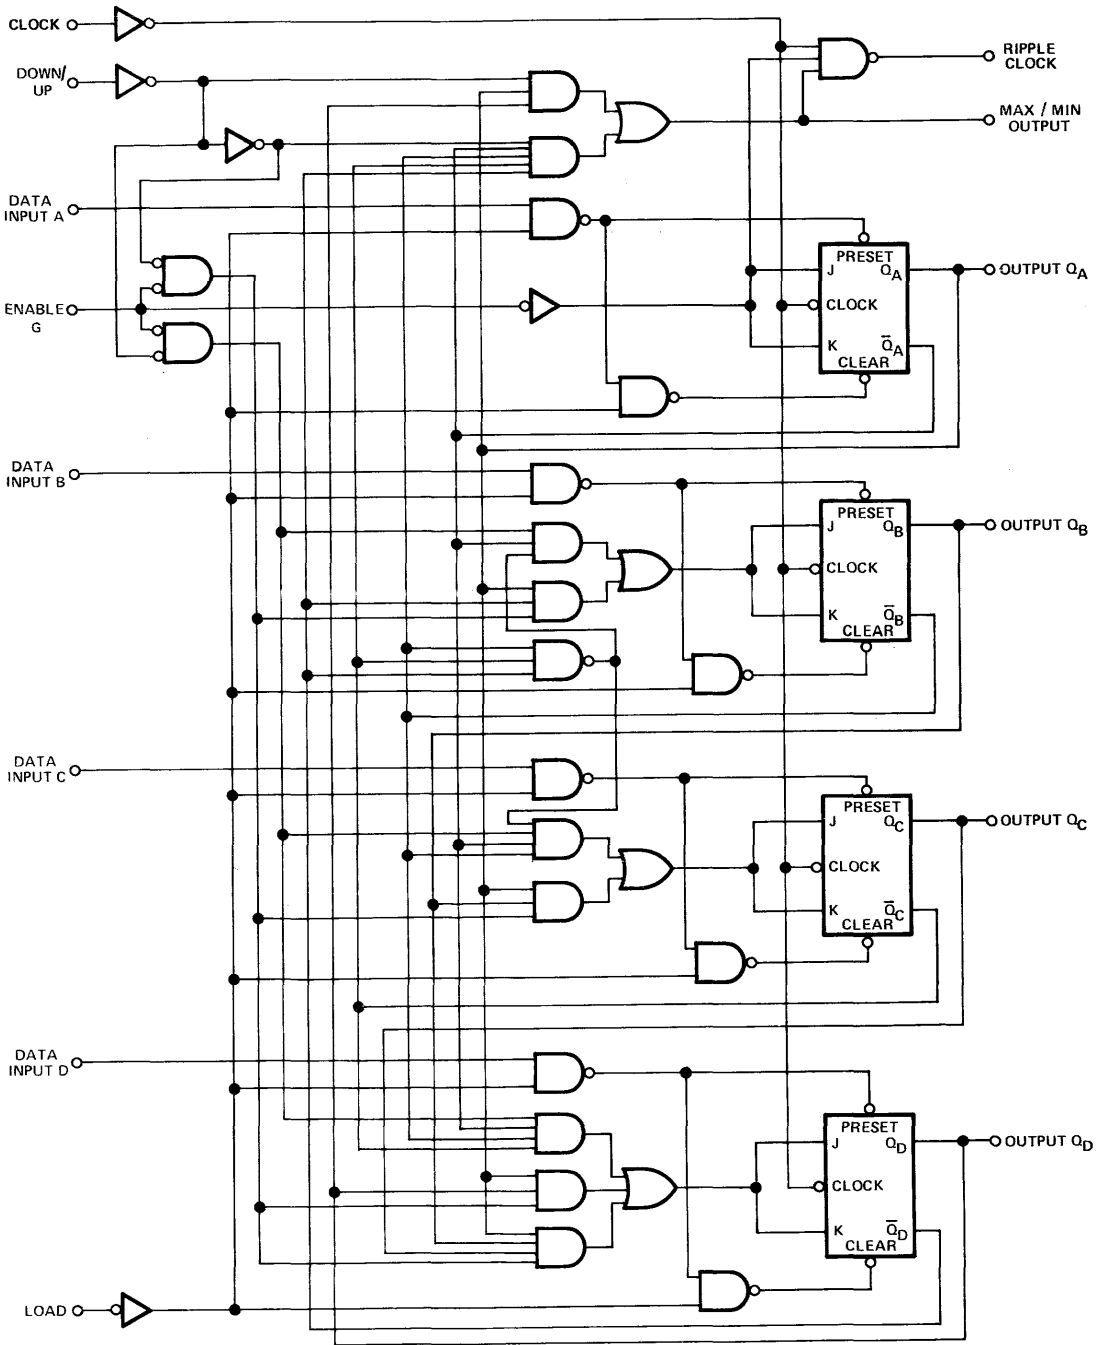 CLOCK
RIPPLE
CLOCK
DOWN/
UP
MAX / MIN
OUTPUT
DATA
INPUT A
PRESET
J
QA
OUTPUT QA
ENABLE
G
CLOCK
K
Q̅A
CLEAR
DATA
INPUT B
PRESET
J
QB
OUTPUT QB
CLOCK
K
Q̅B
CLEAR
DATA
INPUT C
PRESET
J
QC
OUTPUT QC
CLOCK
K
Q̅C
CLEAR
DATA
INPUT D
PRESET
J
QD
OUTPUT QD
CLOCK
K
Q̅D
CLEAR
LOAD